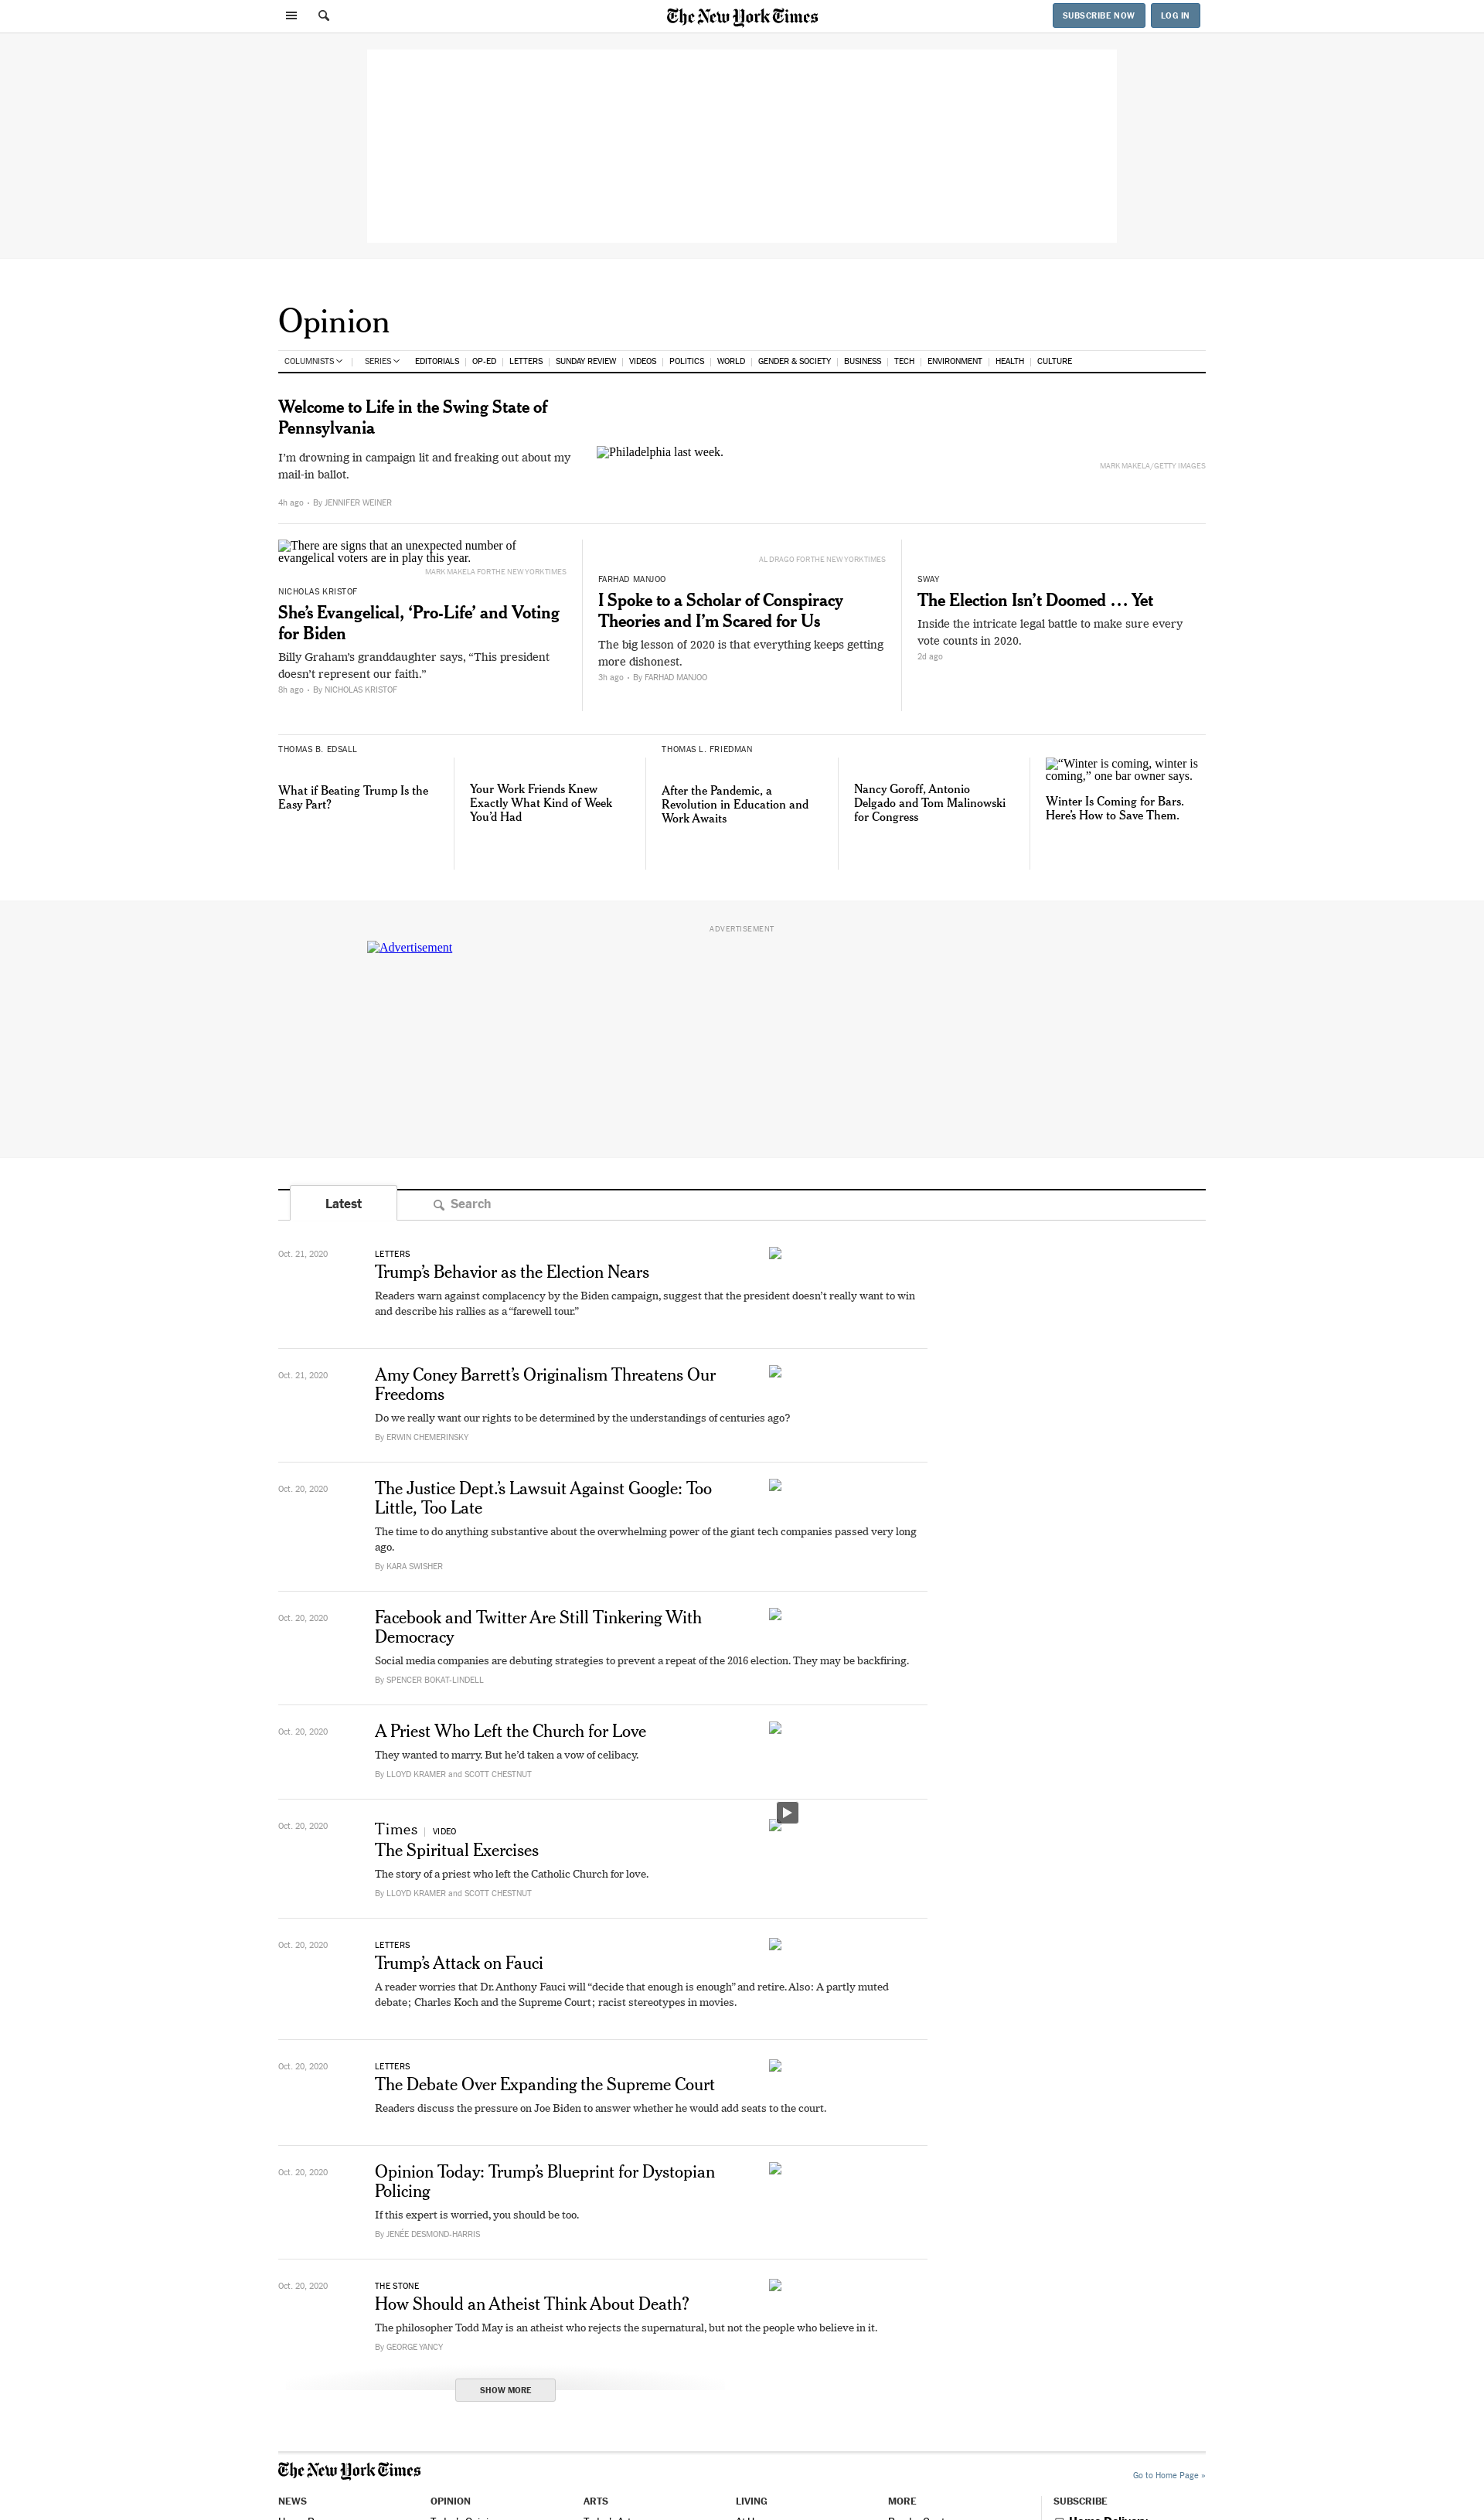 The New York Times
SUBSCRIBE NOW
LOG IN
Opinion
COLUMNISTS
SERIES
EDITORIALS
OP-ED
LETTERS
SUNDAY REVIEW
VIDEOS
POLITICS
WORLD
GENDER & SOCIETY
BUSINESS
TECH
ENVIRONMENT
HEALTH
CULTURE
Welcome to Life in the Swing State of
Pennsylvania
I’m drowning in campaign lit and freaking out about my
mail-in ballot.
4h ago • By JENNIFER WEINER
Philadelphia last week.
MARK MAKELA/GETTY IMAGES
There are signs that an unexpected number of
evangelical voters are in play this year.
MARK MAKELA FOR THE NEW YORK TIMES
NICHOLAS KRISTOF
She’s Evangelical, ‘Pro-Life’ and Voting
for Biden
Billy Graham’s granddaughter says, “This president
doesn’t represent our faith.”
8h ago • By NICHOLAS KRISTOF
AL DRAGO FOR THE NEW YORK TIMES
FARHAD MANJOO
I Spoke to a Scholar of Conspiracy
Theories and I’m Scared for Us
The big lesson of 2020 is that everything keeps getting
more dishonest.
3h ago • By FARHAD MANJOO
SWAY
The Election Isn’t Doomed … Yet
Inside the intricate legal battle to make sure every
vote counts in 2020.
2d ago
THOMAS B. EDSALL
What if Beating Trump Is the
Easy Part?
Your Work Friends Knew
Exactly What Kind of Week
You’d Had
THOMAS L. FRIEDMAN
After the Pandemic, a
Revolution in Education and
Work Awaits
Nancy Goroff, Antonio
Delgado and Tom Malinowski
for Congress
“Winter is coming, winter is
coming,” one bar owner says.
Winter Is Coming for Bars.
Here’s How to Save Them.
ADVERTISEMENT
Advertisement
Latest
Search
Oct. 21, 2020
LETTERS
Trump’s Behavior as the Election Nears
Readers warn against complacency by the Biden campaign, suggest that the president doesn’t really want to win
and describe his rallies as a “farewell tour.”
Oct. 21, 2020
Amy Coney Barrett’s Originalism Threatens Our
Freedoms
Do we really want our rights to be determined by the understandings of centuries ago?
By ERWIN CHEMERINSKY
Oct. 20, 2020
The Justice Dept.’s Lawsuit Against Google: Too
Little, Too Late
The time to do anything substantive about the overwhelming power of the giant tech companies passed very long
ago.
By KARA SWISHER
Oct. 20, 2020
Facebook and Twitter Are Still Tinkering With
Democracy
Social media companies are debuting strategies to prevent a repeat of the 2016 election. They may be backfiring.
By SPENCER BOKAT-LINDELL
Oct. 20, 2020
A Priest Who Left the Church for Love
They wanted to marry. But he’d taken a vow of celibacy.
By LLOYD KRAMER and SCOTT CHESTNUT
Oct. 20, 2020
Times | VIDEO
The Spiritual Exercises
The story of a priest who left the Catholic Church for love.
By LLOYD KRAMER and SCOTT CHESTNUT
Oct. 20, 2020
LETTERS
Trump’s Attack on Fauci
A reader worries that Dr. Anthony Fauci will “decide that enough is enough” and retire. Also: A partly muted
debate; Charles Koch and the Supreme Court; racist stereotypes in movies.
Oct. 20, 2020
LETTERS
The Debate Over Expanding the Supreme Court
Readers discuss the pressure on Joe Biden to answer whether he would add seats to the court.
Oct. 20, 2020
Opinion Today: Trump’s Blueprint for Dystopian
Policing
If this expert is worried, you should be too.
By JENÉE DESMOND-HARRIS
Oct. 20, 2020
THE STONE
How Should an Atheist Think About Death?
The philosopher Todd May is an atheist who rejects the supernatural, but not the people who believe in it.
By GEORGE YANCY
SHOW MORE
The New York Times
Go to Home Page »
NEWS
OPINION
ARTS
LIVING
MORE
SUBSCRIBE